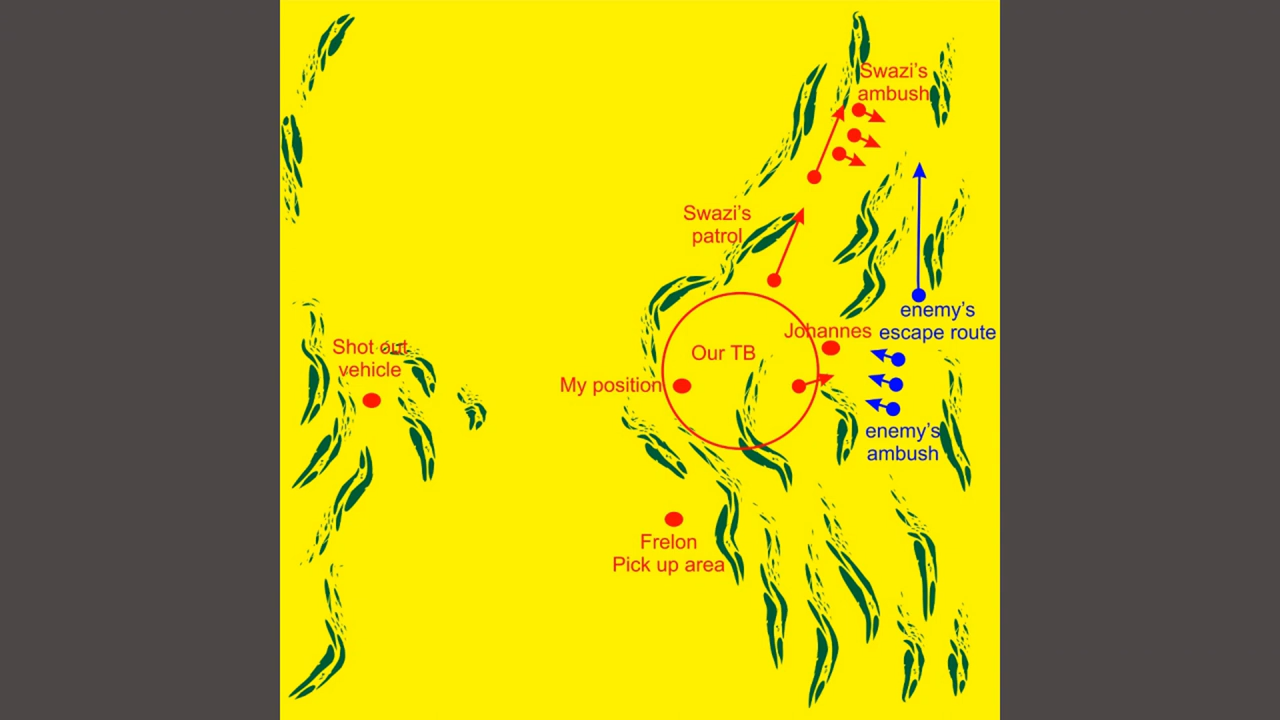 Swazi's
ambush
Swazi's
patrol
enemy's
escape route
Johannes
Our TB
Shot out
vehicle
My position
enemy's
ambush
Frelon
Pick up area